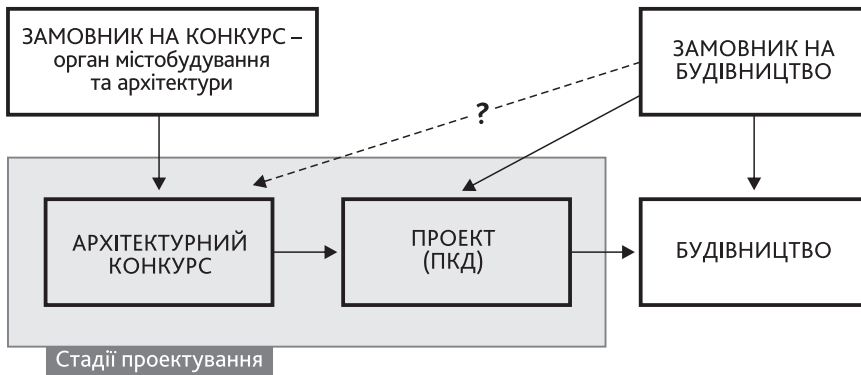 ЗАМОВНИК НА КОНКУРС –
орган містобудування
та архітектури
ЗАМОВНИК НА
БУДІВНИЦТВО
?
АРХІТЕКТУРНИЙ
КОНКУРС
ПРОЕКТ
(ПКД)
БУДІВНИЦТВО
Стадії проектування